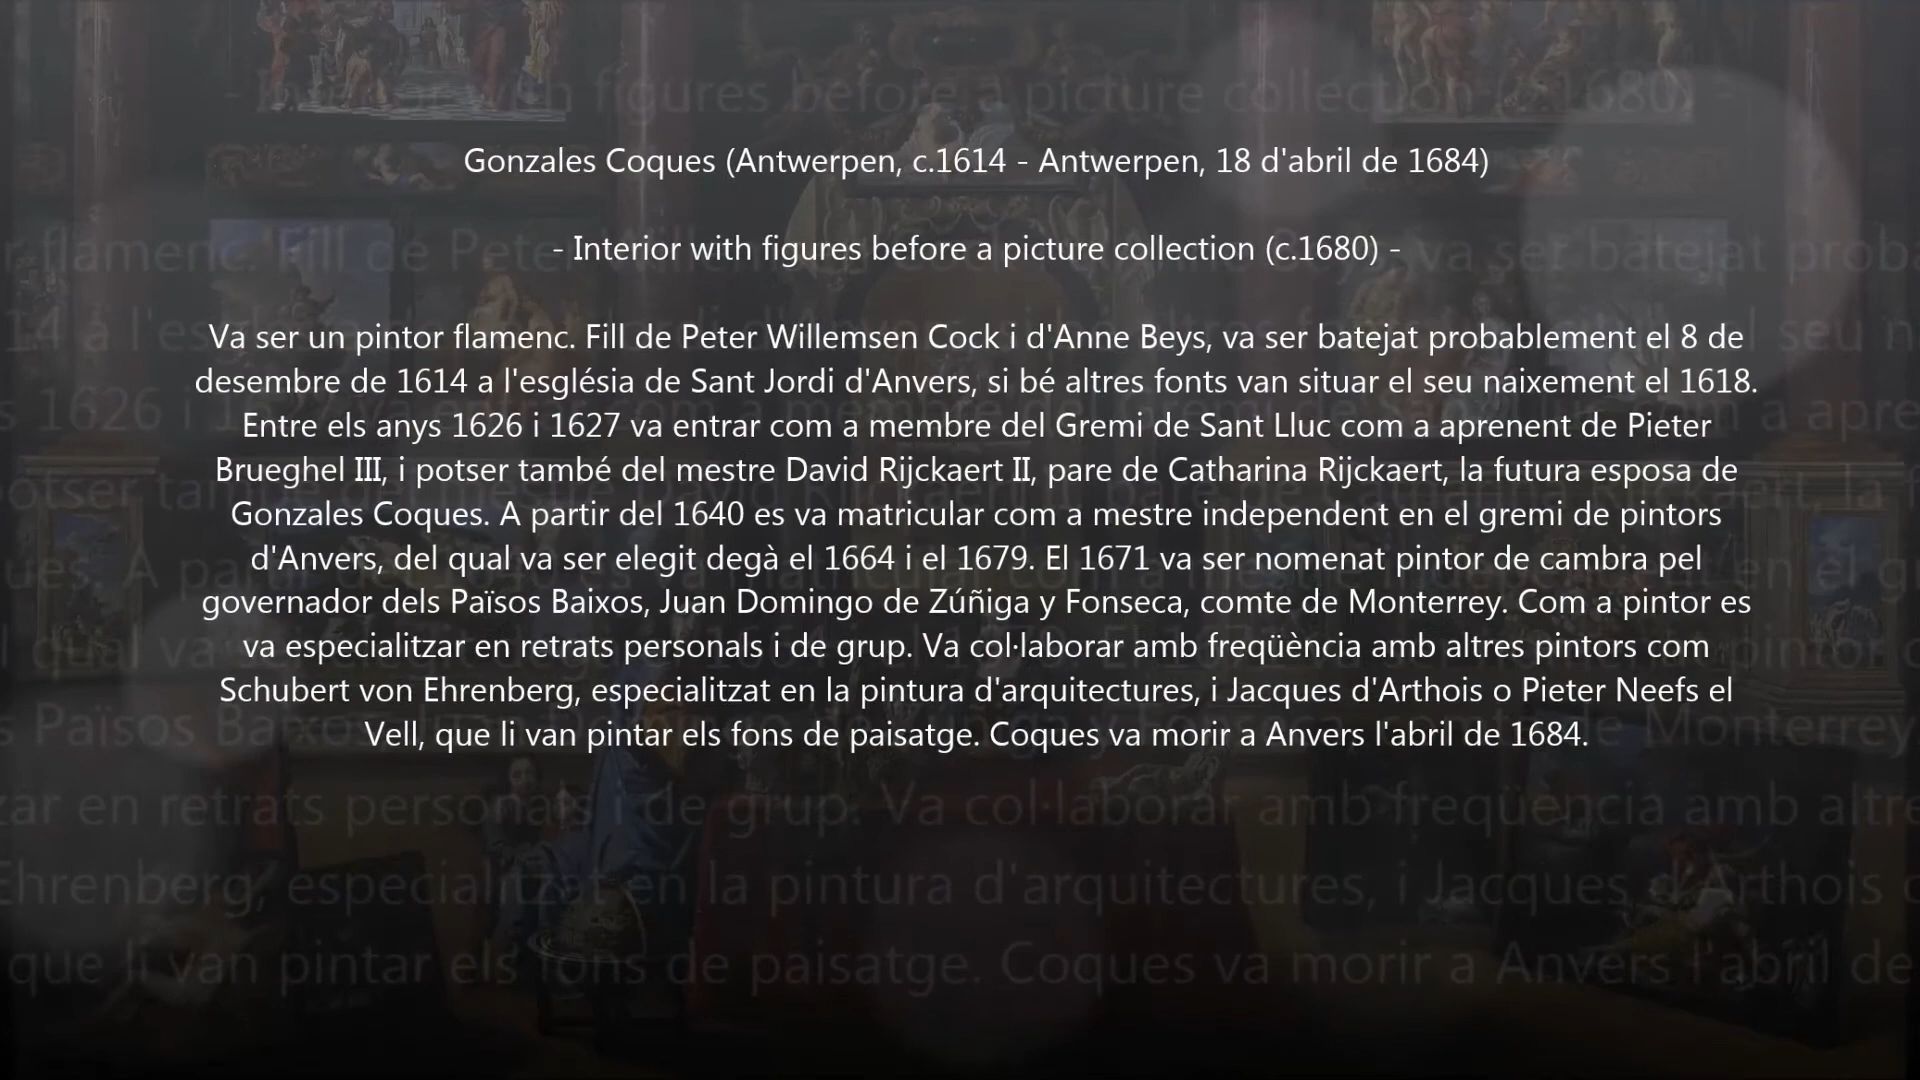 Gonzales Coques (Antwerpen, c.1614 - Antwerpen, 18 d'abril de 1684)
- Interior with figures before a picture collection (c.1680) -
Va ser un pintor flamenc. Fill de Peter Willemsen Cock i d'Anne Beys, va ser batejat probablement el 8 de
desembre de 1614 a l'església de Sant Jordi d'Anvers, si bé altres fonts van situar el seu naixement el 1618.
Entre els anys 1626 i 1627 va entrar com a membre del Gremi de Sant Lluc com a aprenent de Pieter
Brueghel III, i potser també del mestre David Rijckaert II, pare de Catharina Rijckaert, la futura esposa de
Gonzales Coques. A partir del 1640 es va matricular com a mestre independent en el gremi de pintors
d'Anvers, del qual va ser elegit degà el 1664 i el 1679. El 1671 va ser nomenat pintor de cambra pel
governador dels Països Baixos, Juan Domingo de Zúñiga y Fonseca, comte de Monterrey. Com a pintor es
va especialitzar en retrats personals i de grup. Va col·laborar amb freqüència amb altres pintors com
Schubert von Ehrenberg, especialitzat en la pintura d'arquitectures, i Jacques d'Arthois o Pieter Neefs el
Vell, que li van pintar els fons de paisatge. Coques va morir a Anvers l'abril de 1684.